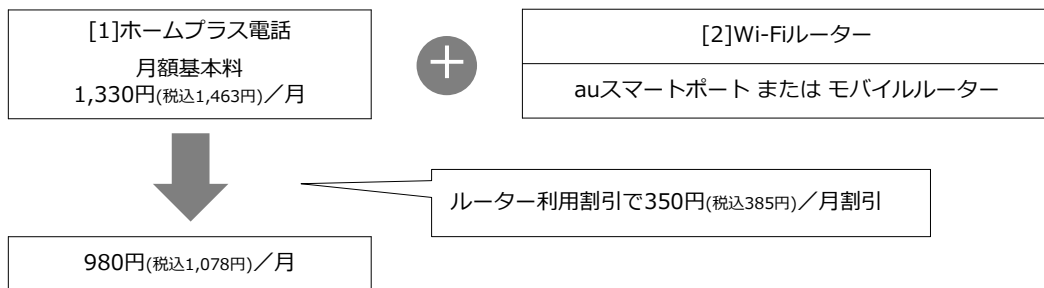 [1]ホームプラス電話
月額基本料
1,330円(税込1,463円)／月
[2]Wi-Fiルーター
auスマートポート または モバイルルーター
ルーター利用割引で350円(税込385円)／月割引
980円(税込1,078円)／月